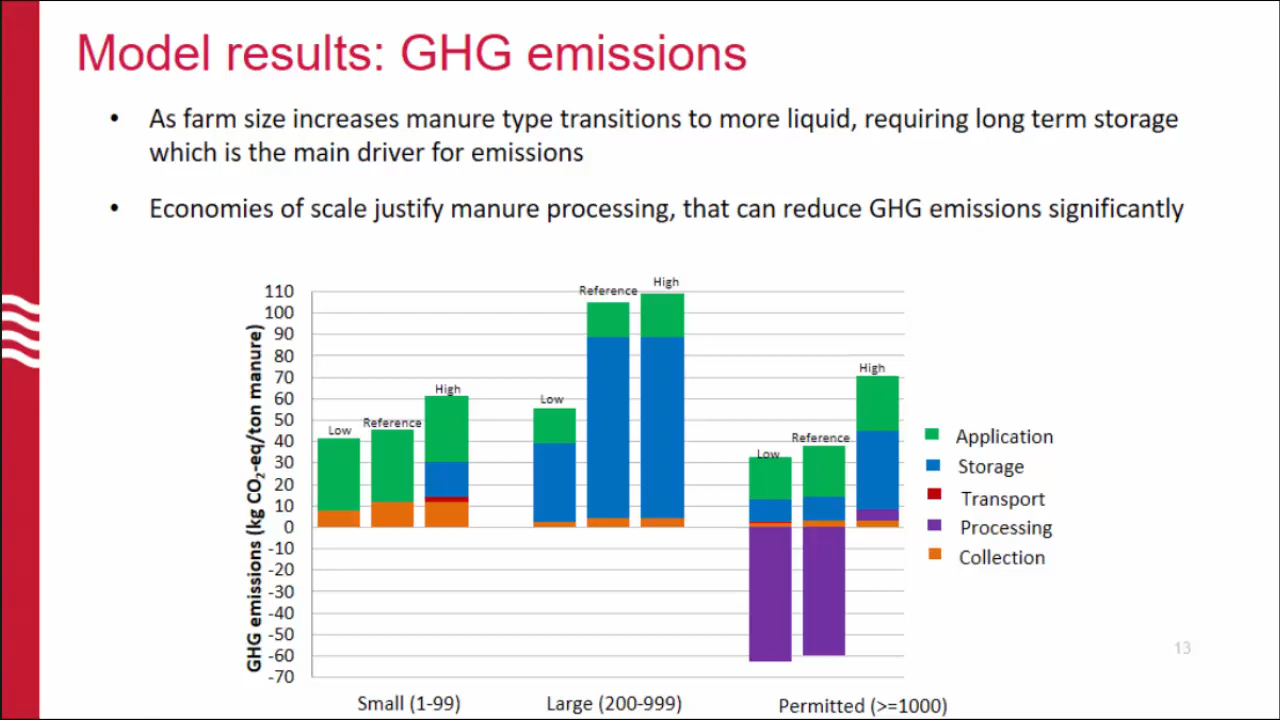 Model results: GHG emissions
• As farm size increases manure type transitions to more liquid, requiring long term storage
which is the main driver for emissions
• Economies of scale justify manure processing, that can reduce GHG emissions significantly
GHG emissions (kg CO2-eq/ton manure)
110
100
90
80
70
60
50
40
30
20
10
0
-10
-20
-30
-40
-50
-60
-70
Low
Reference
High
Low
Reference
High
Low
Reference
High
Small (1-99)
Large (200-999)
Permitted (>=1000)
Application
Storage
Transport
Processing
Collection
13